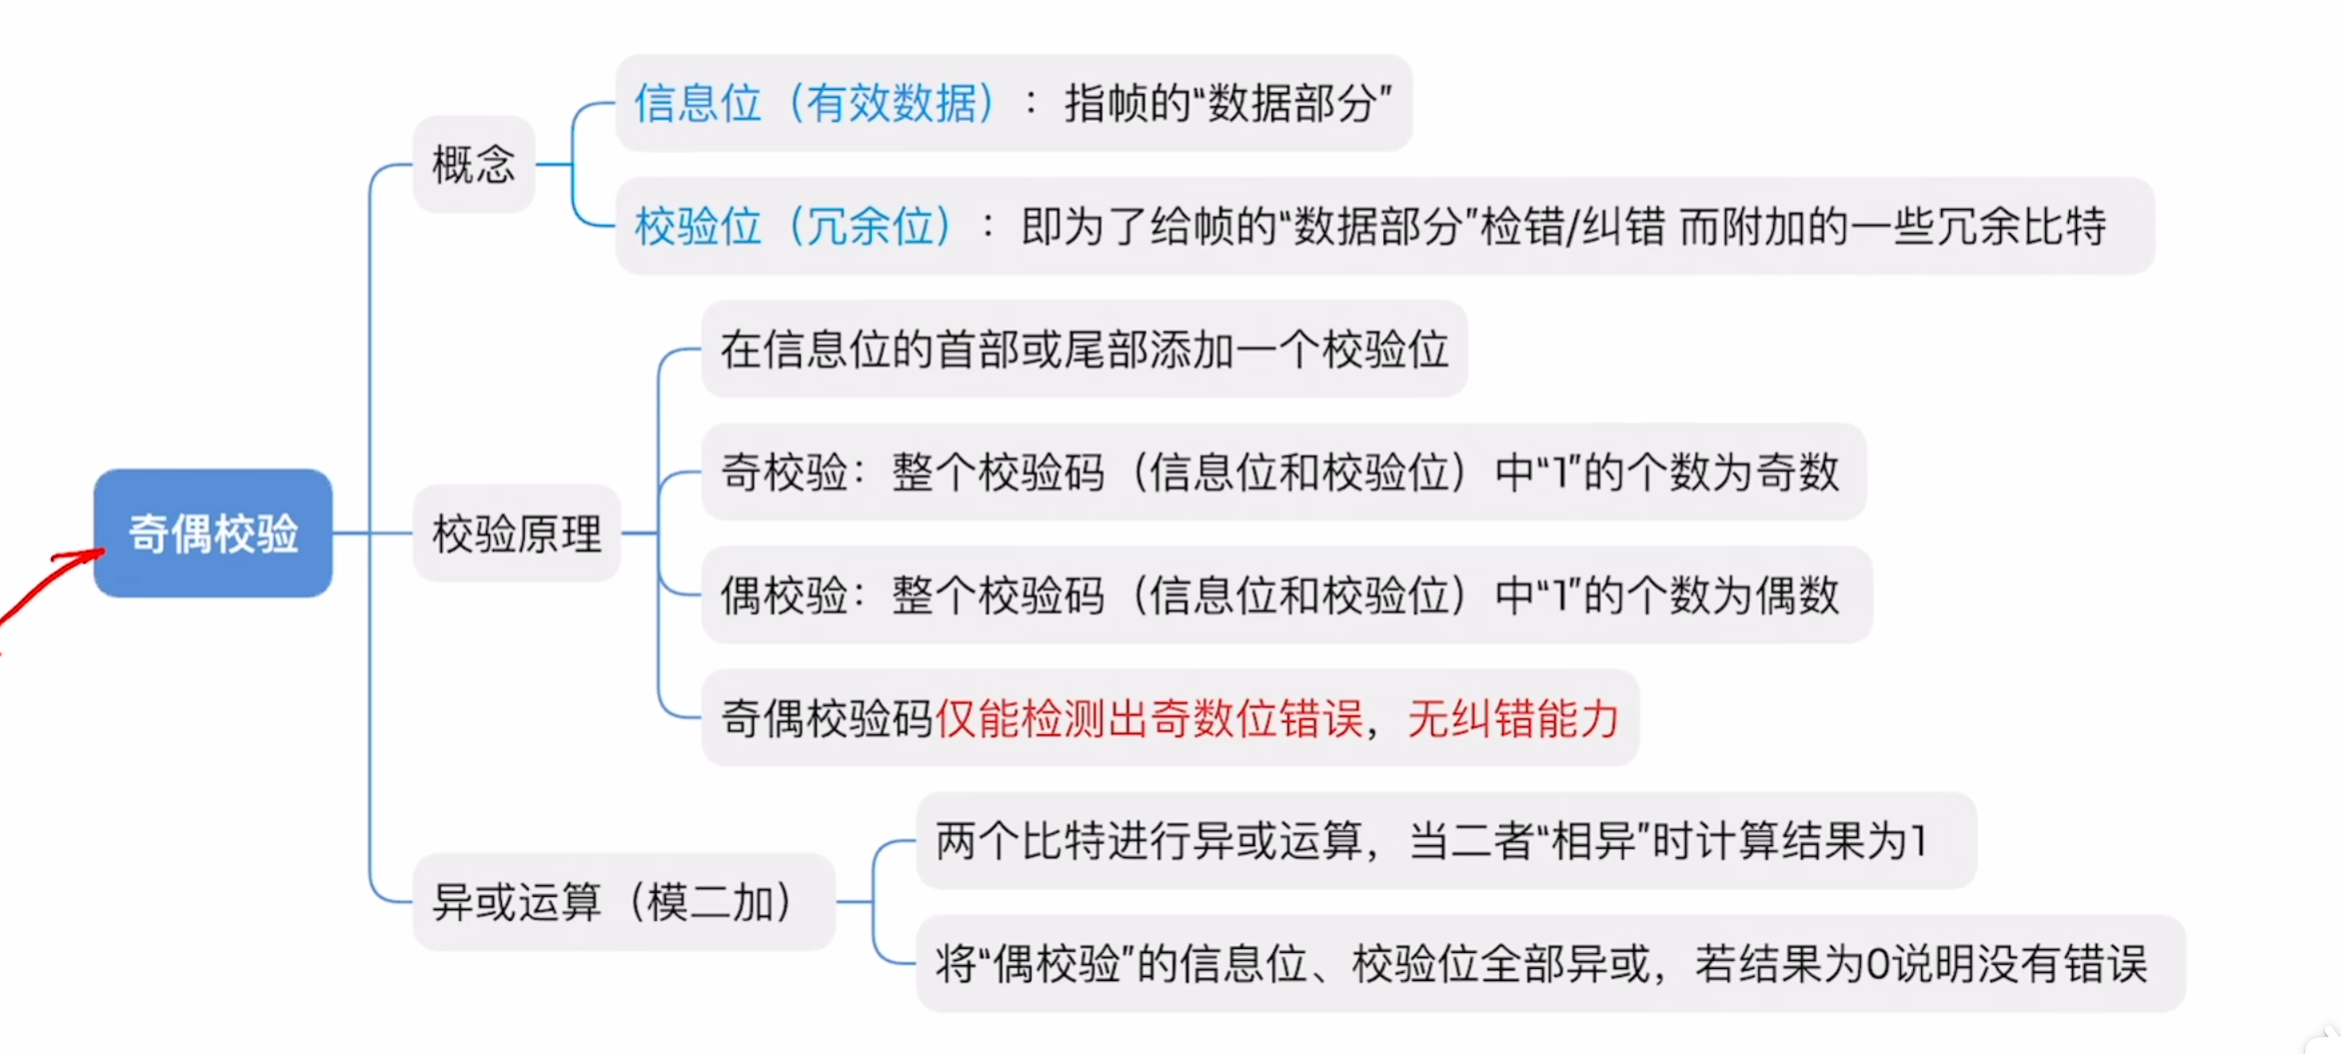 信息位（有效数据）：指帧的“数据部分”
概念
校验位（冗余位）：即为了给帧的“数据部分”检错/纠错 而附加的一些冗余比特
在信息位的首部或尾部添加一个校验位
奇校验：整个校验码（信息位和校验位）中“1”的个数为奇数
奇偶校验
校验原理
偶校验：整个校验码（信息位和校验位）中“1”的个数为偶数
奇偶校验码仅能检测出奇数位错误，无纠错能力
两个比特进行异或运算，当二者“相异”时计算结果为1
异或运算（模二加）
将“偶校验”的信息位、校验位全部异或，若结果为0说明没有错误